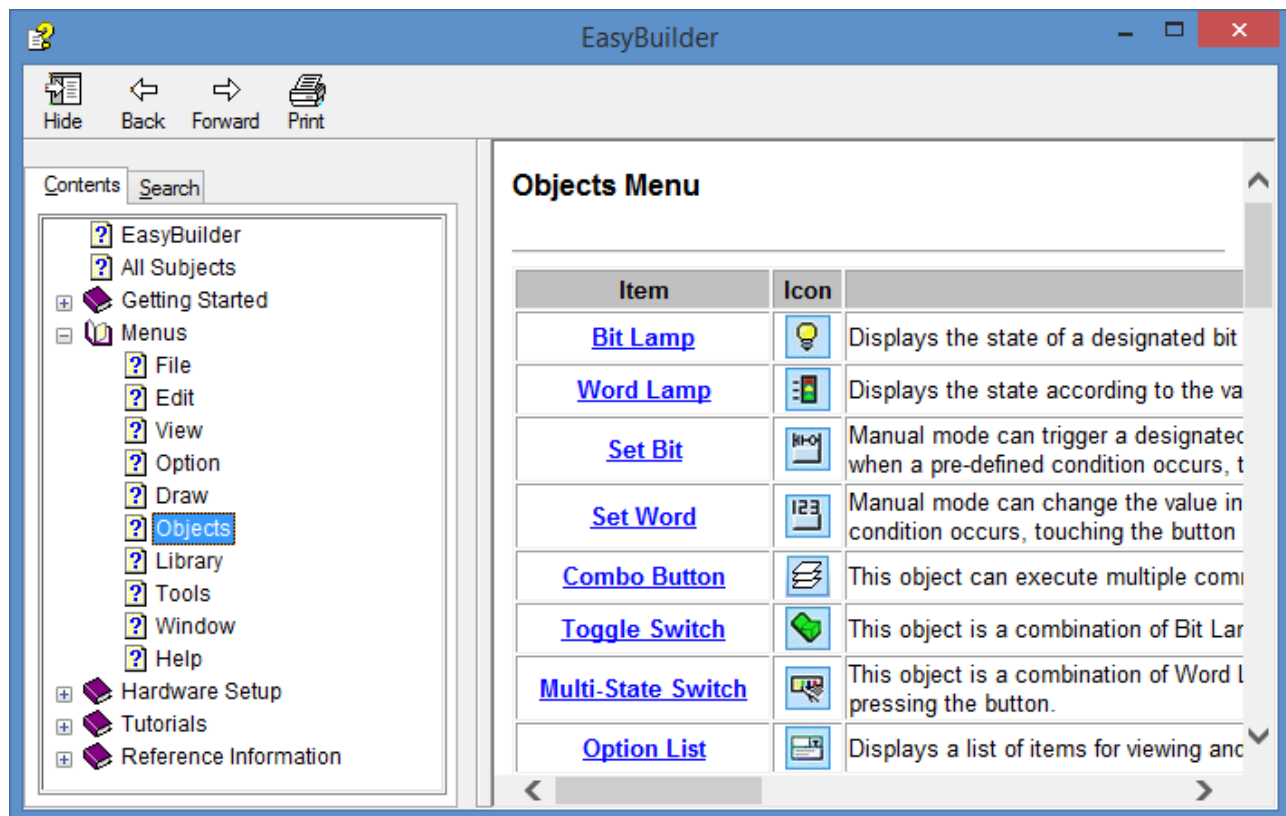 EasyBuilder
Hide Back Forward Print
Contents Search
EasyBuilder
All Subjects
Getting Started
Menus
File
Edit
View
Option
Draw
Objects
Library
Tools
Window
Help
Hardware Setup
Tutorials
Reference Information
Objects Menu
Item Icon
Bit Lamp Displays the state of a designated bit
Word Lamp Displays the state according to the va
Set Bit Manual mode can trigger a designated
when a pre-defined condition occurs, t
Set Word 123 Manual mode can change the value in
condition occurs, touching the button
Combo Button This object can execute multiple com
Toggle Switch This object is a combination of Bit La
Multi-State Switch This object is a combination of Word L
pressing the button.
Option List Displays a list of items for viewing and